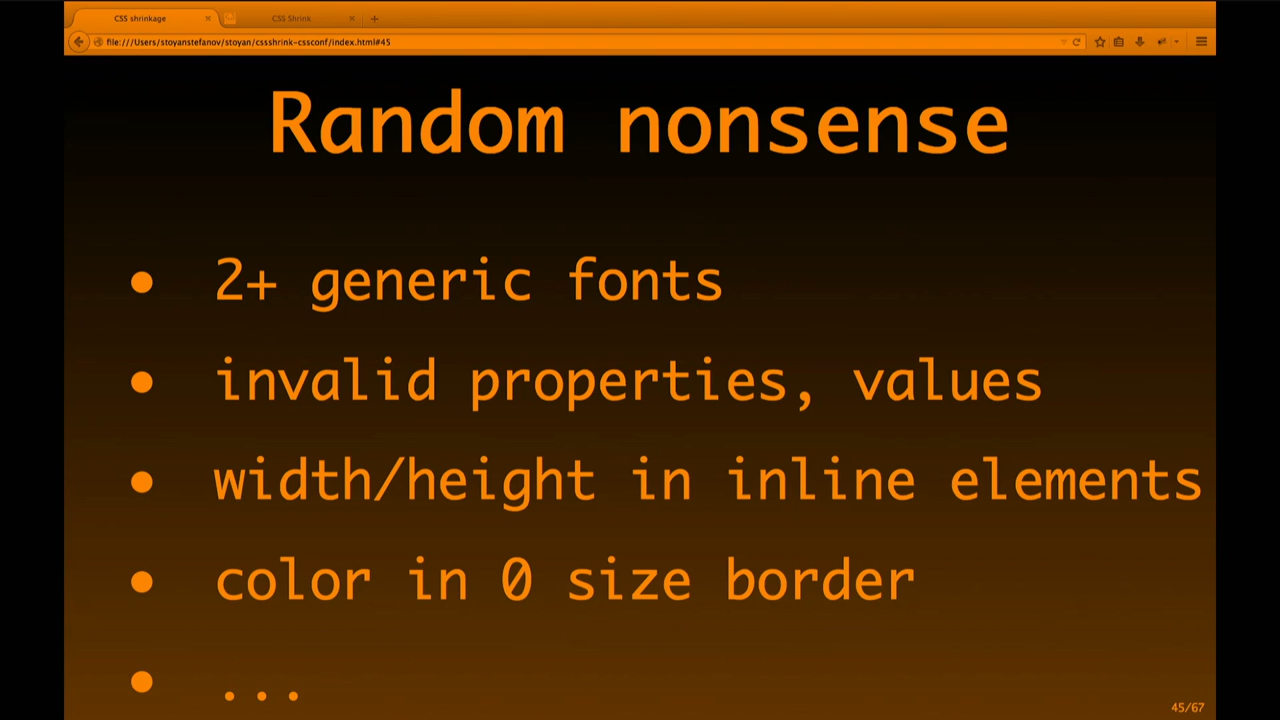 CSS shrinkage
CSS Shrink
file:///Users/stoyanstefanov/stoyan/cssshrink-cssconf/index.html#45
Random nonsense
• 2+ generic fonts
• invalid properties, values
• width/height in inline elements
• color in 0 size border
• ...
45/67